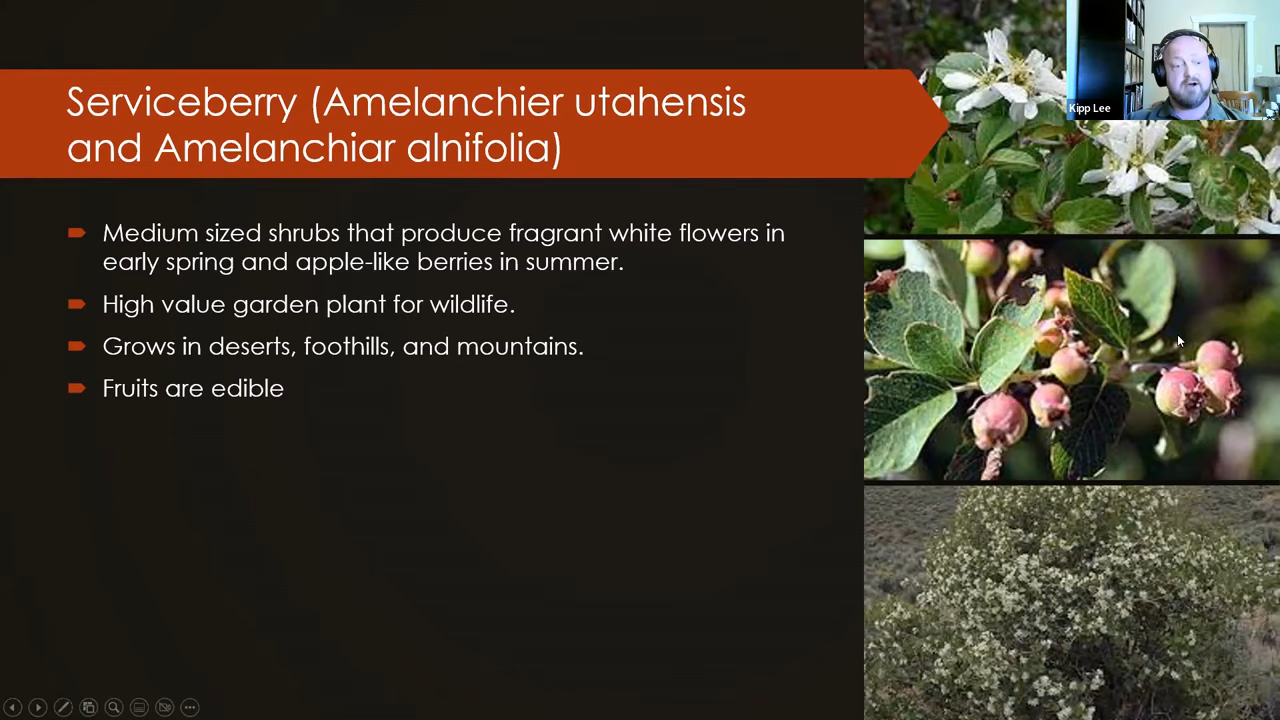 Serviceberry (Amelanchier utahensis
and Amelanchiar alnifolia)
Medium sized shrubs that produce fragrant white flowers in
early spring and apple-like berries in summer.
High value garden plant for wildlife.
Grows in deserts, foothills, and mountains.
Fruits are edible
Kipp Lee